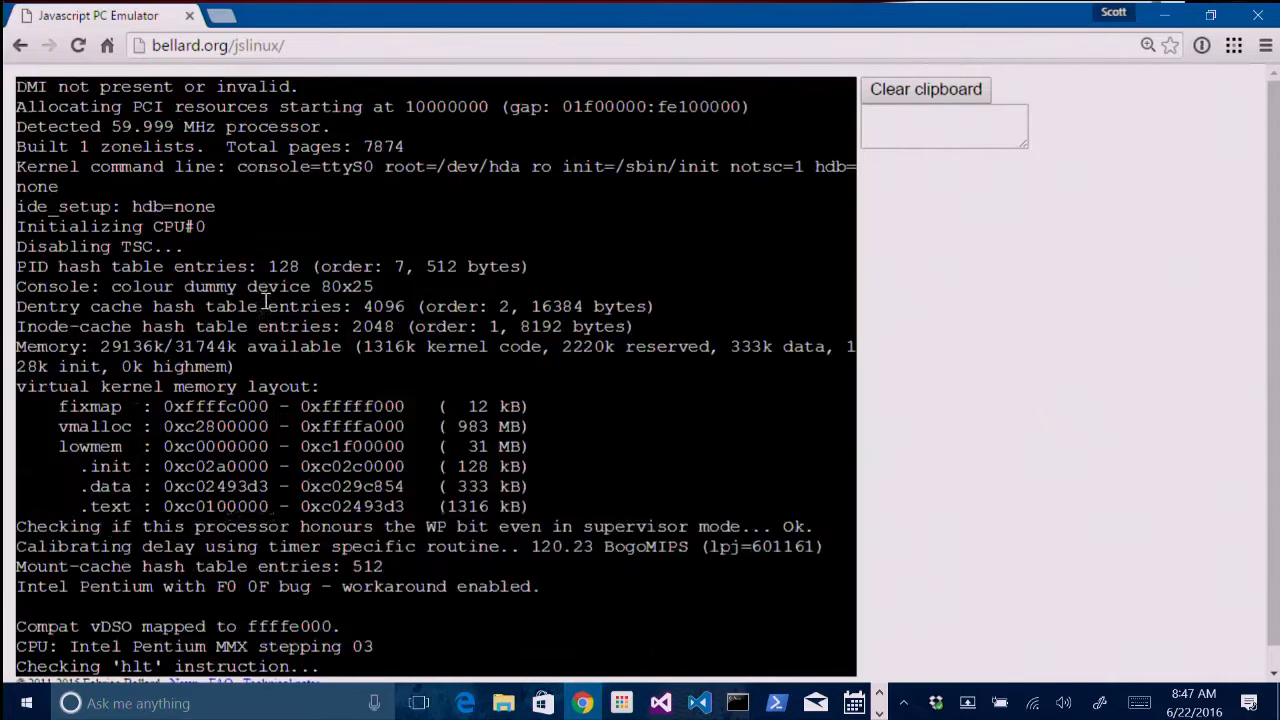 Javascript PC Emulator
Scott
bellard.org/jslinux/
DMI not present or invalid.
Allocating PCI resources starting at 10000000 (gap: 01f00000:fe100000)
Detected 59.999 MHz processor.
Built 1 zonelists.  Total pages: 7874
Kernel command line: console=ttyS0 root=/dev/hda ro init=/sbin/init notsc=1 hdb=
none
ide_setup: hdb=none
Initializing CPU#0
Disabling TSC...
PID hash table entries: 128 (order: 7, 512 bytes)
Console: colour dummy device 80x25
Dentry cache hash table entries: 4096 (order: 2, 16384 bytes)
Inode-cache hash table entries: 2048 (order: 1, 8192 bytes)
Memory: 29136k/31744k available (1316k kernel code, 2220k reserved, 333k data, 1
28k init, 0k highmem)
virtual kernel memory layout:
    fixmap  : 0xffffc000 - 0xfffff000   (  12 kB)
    vmalloc : 0xc2800000 - 0xffffa000   ( 983 MB)
    lowmem  : 0xc0000000 - 0xc1f00000   (  31 MB)
      .init : 0xc02a0000 - 0xc02c0000   ( 128 kB)
      .data : 0xc02493d3 - 0xc029c854   ( 333 kB)
      .text : 0xc0100000 - 0xc02493d3   (1316 kB)
Checking if this processor honours the WP bit even in supervisor mode... Ok.
Calibrating delay using timer specific routine.. 120.23 BogoMIPS (lpj=601161)
Mount-cache hash table entries: 512
Intel Pentium with F0 0F bug - workaround enabled.
Compat vDSO mapped to ffffe000.
CPU: Intel Pentium MMX stepping 03
Checking 'hlt' instruction...
Clear clipboard
Ask me anything
8:47 AM
6/22/2016